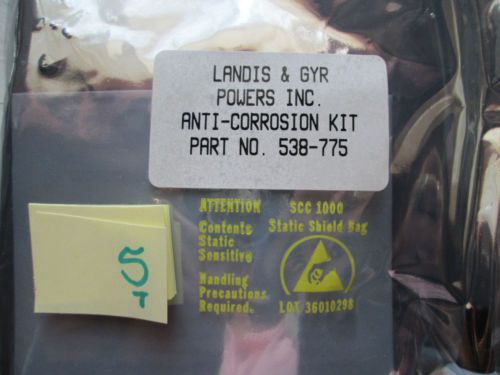 LANDIS & GYR
POWERS INC.
ANTI-CORROSION KIT
PART NO. 538-775
ATTENTION
Contents
Static
Sensitive
Handling
Precautions
Required.
SCC 1000
Static Shield Bag
LOT 36010298
5
T